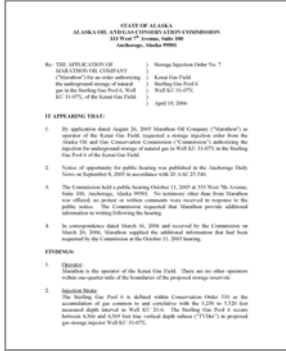 STATE OF ALASKA
ALASKA OIL AND GAS CONSERVATION COMMISSION
333 West 7th Avenue, Suite 100
Anchorage, Alaska 99501
Re: THE APPLICATION OF ) Storage Injection Order No. 7
MARATHON OIL COMPANY )
("Marathon") for an order authorizing ) Kenai Gas Field
the underground storage of natural ) Sterling Gas Pool 6
gas in the Sterling Gas Pool 6, Well ) Well KU 31-07X
KU 31-07X, of the Kenai Gas Field. )
) April 19, 2006
IT APPEARING THAT:
1. By application dated August 26, 2005 Marathon Oil Company ("Marathon") as
operator of the Kenai Gas Field, requested a storage injection order from the
Alaska Oil and Gas Conservation Commission ("Commission") authorizing the
injection for underground storage of natural gas in Well KU 31-07X in the Sterling
Gas Pool 6 of the Kenai Gas Field.
2. Notice of opportunity for public hearing was published in the Anchorage Daily
News on September 8, 2005 in accordance with 20 AAC 25.540.
3. The Commission held a public hearing October 11, 2005 at 333 West 7th Avenue,
Suite 100, Anchorage, Alaska 99501. No testimony other than from Marathon
was offered, no protest or written comments were received in response to the
public notice. The Commission requested that Marathon provide additional
information in writing following the hearing.
4. In correspondence dated March 16, 2006 and received by the Commission on
March 20, 2006, Marathon supplied the additional information that had been
requested by the Commission at the October 11, 2005 hearing.
FINDINGS:
1. Operator:
Marathon is the operator of the Kenai Gas Field. There are no other operators
within one-quarter mile of the boundaries of the proposed storage reservoir.
2. Injection Strata:
The Sterling Gas Pool 6 is defined within Conservation Order 510 as the
accumulation of gas common to and correlative with the 5,250 to 5,520 feet
measured depth interval in Well KU 21-6. The Sterling Gas Pool 6 occurs
between 4,366 and 4,569 feet true vertical depth subsea ("TVDss") in proposed
gas storage injector Well KU 31-07X.